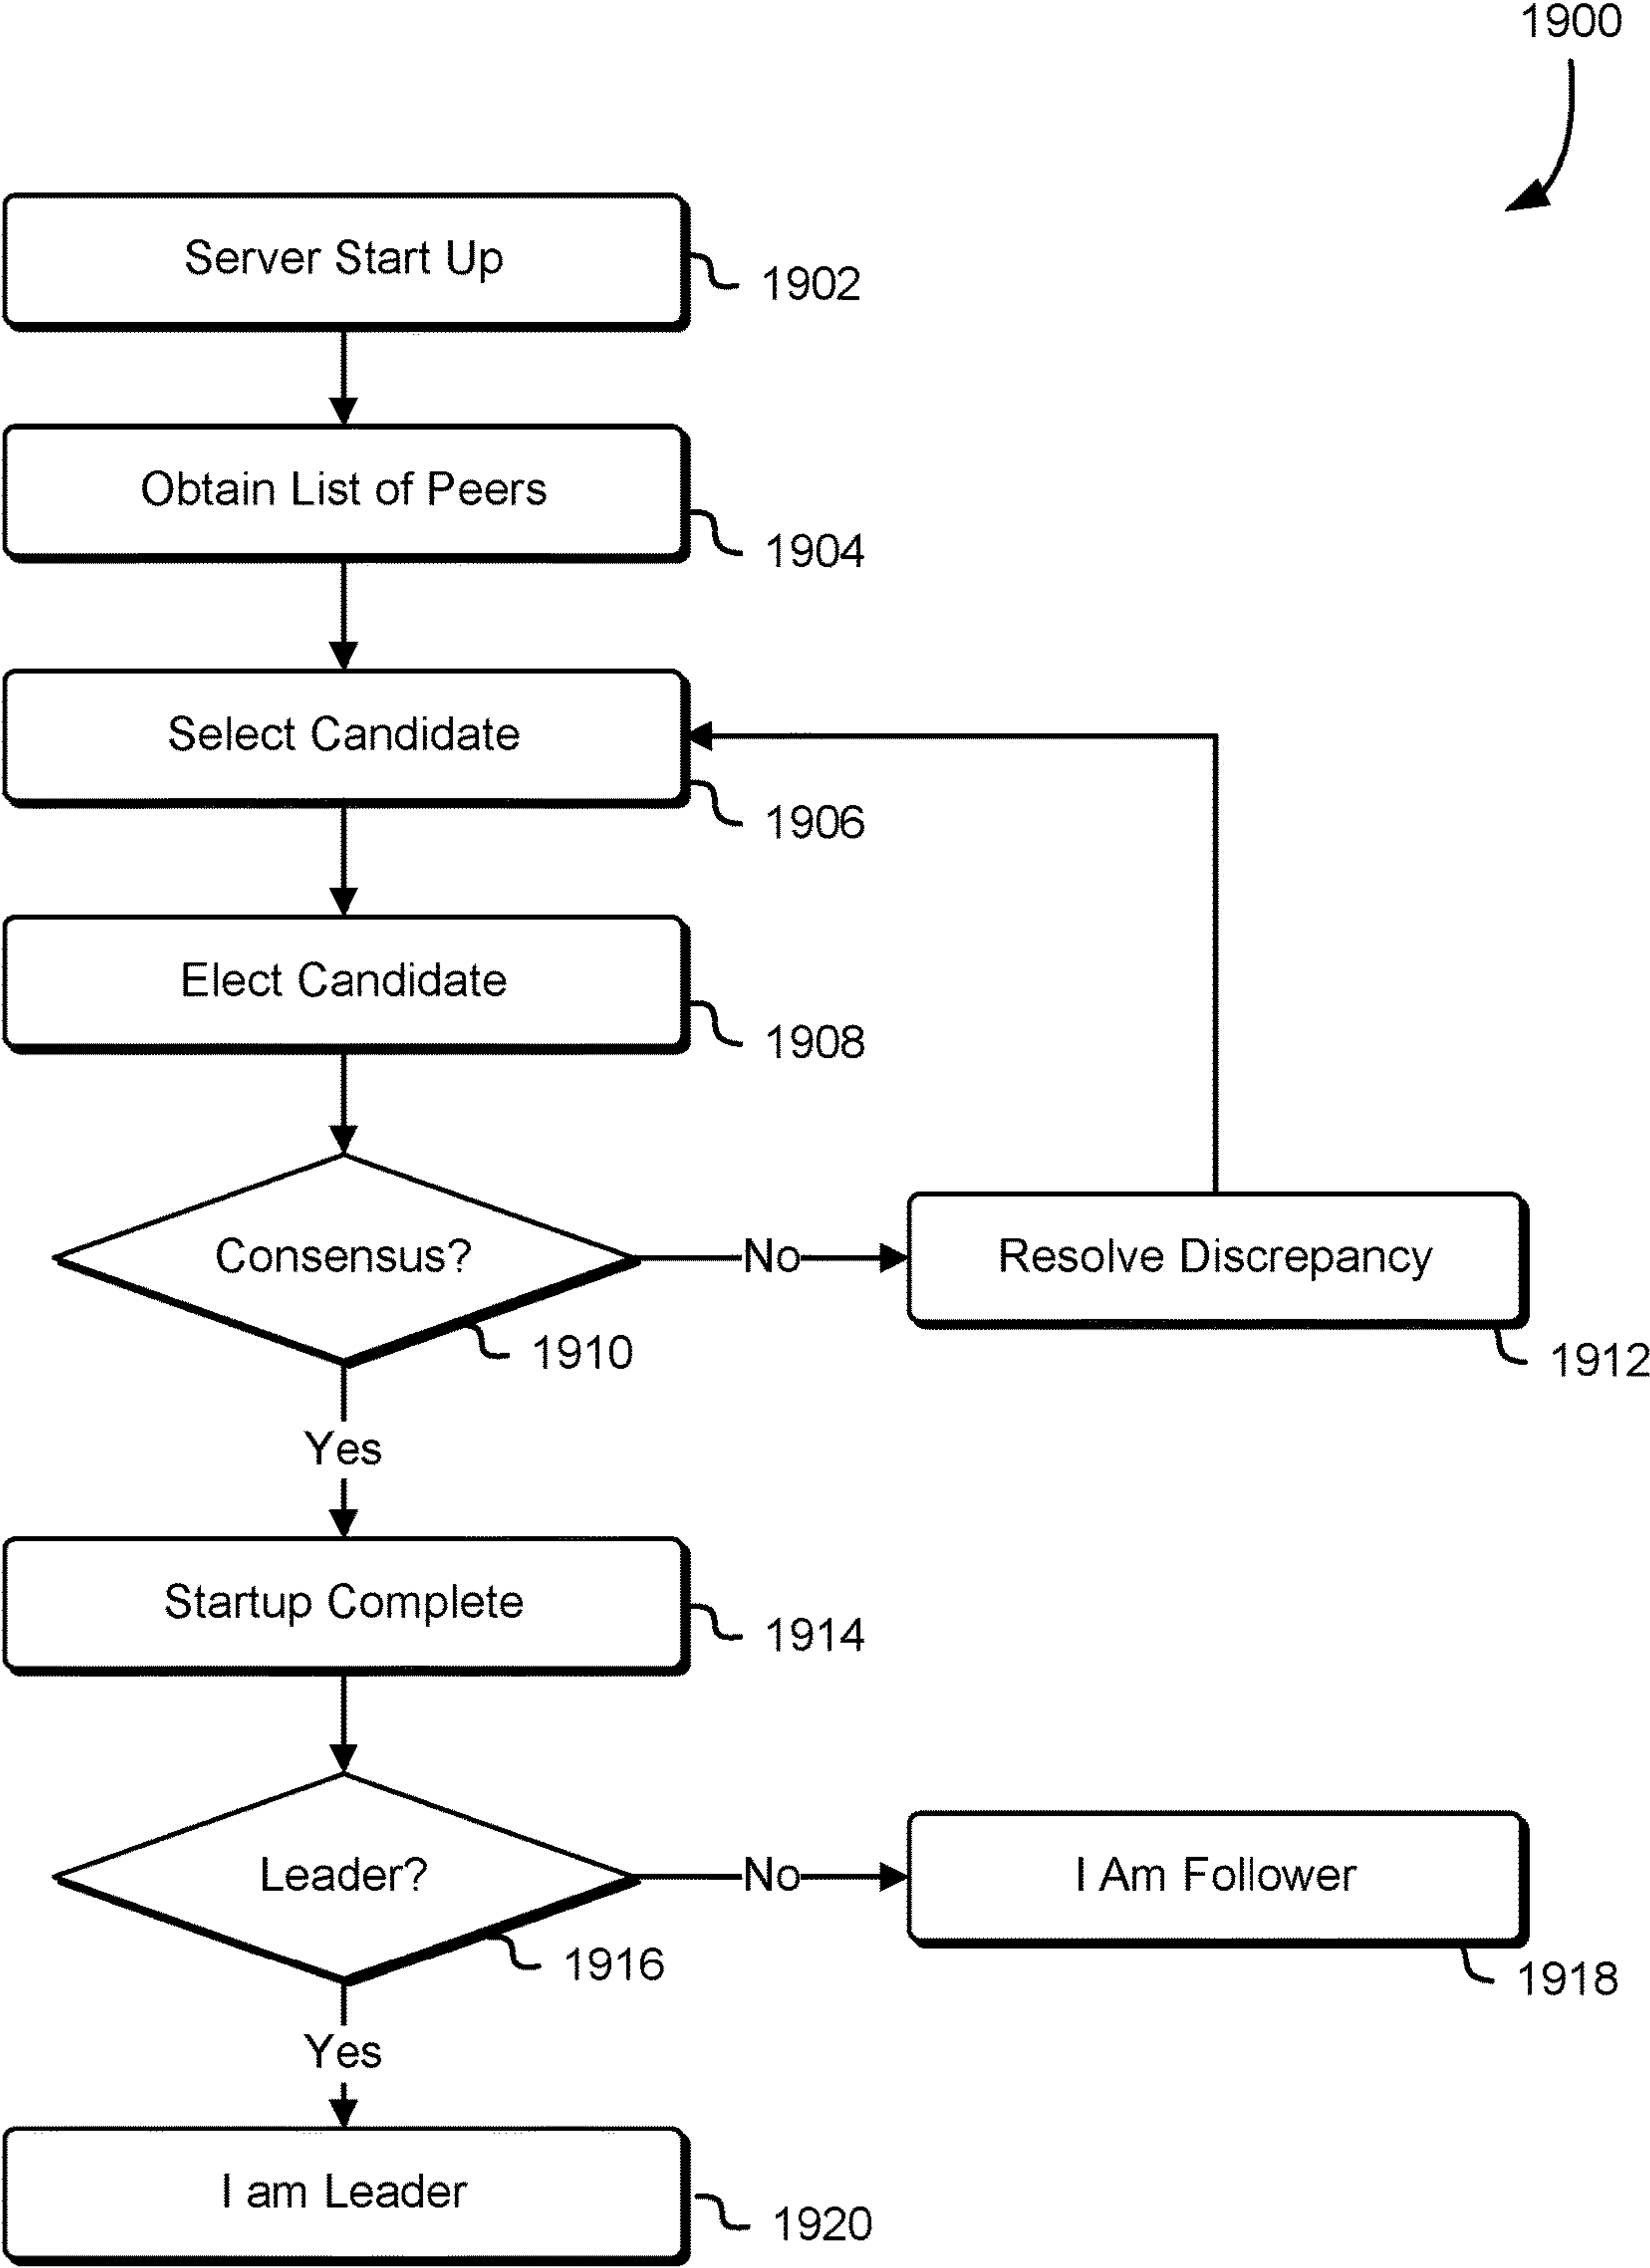 1900
Server Start Up
1902
Obtain List of Peers
1904
Select Candidate
1906
Elect Candidate
1908
Consensus?
No
Resolve Discrepancy
1910
1912
Yes
Startup Complete
1914
Leader?
No
I Am Follower
1916
1918
Yes
I am Leader
1920